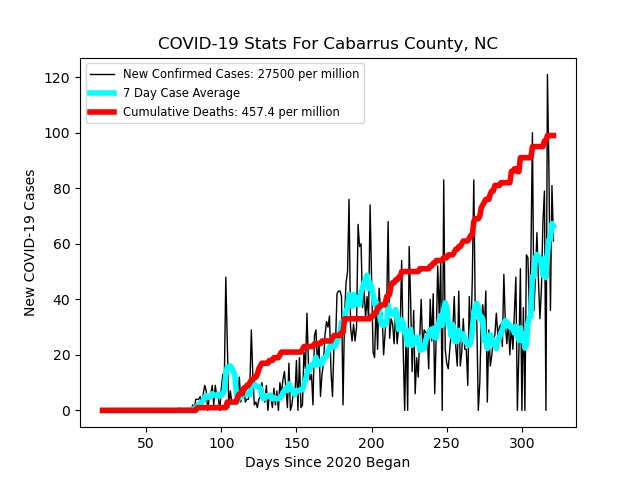 COVID-19 Stats For Cabarrus County, NC
New Confirmed Cases: 27500 per million
7 Day Case Average
Cumulative Deaths: 457.4 per million
New COVID-19 Cases
120
100
80
60
40
20
0
50
100
150
200
250
300
Days Since 2020 Began